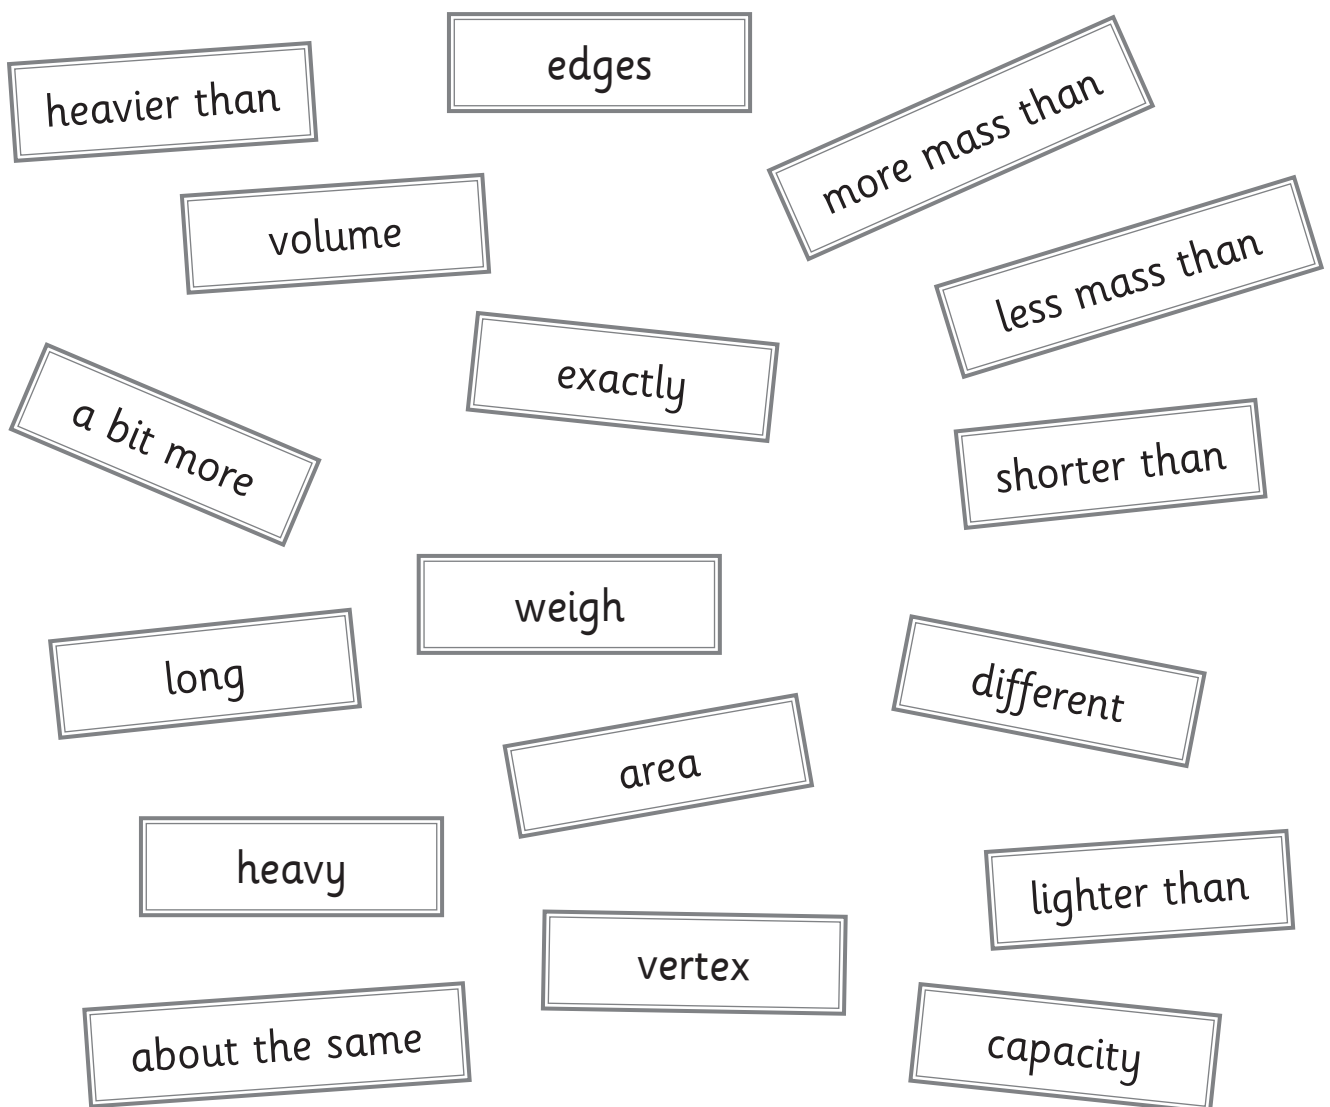 edges
heavier than
more mass than
volume
less mass than
exactly
a bit more
shorter than
weigh
long
different
area
heavy
lighter than
vertex
about the same
capacity